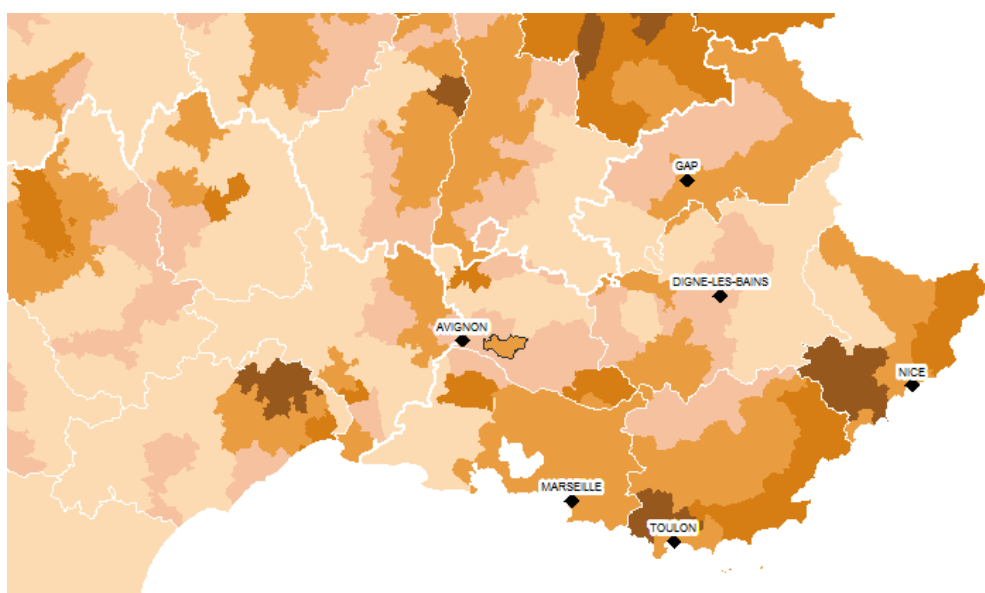 GAP
DIGNE-LES-BAINS
AVIGNON
NICE
MARSEILLE
TOULON